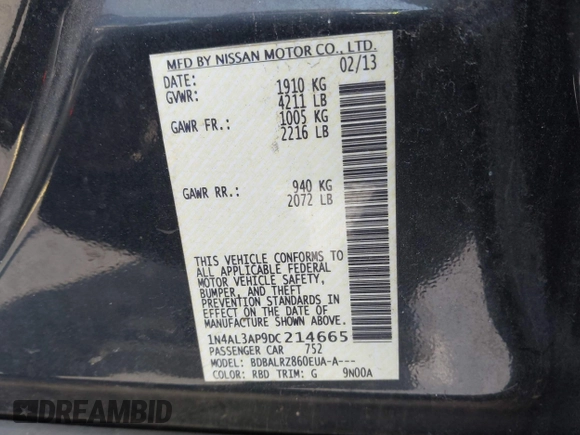 MFD BY NISSAN MOTOR CO., LTD.
DATE: 02/13
GVWR: 1910 KG
4211 LB
GAWR FR.: 1005 KG
2216 LB
GAWR RR.: 940 KG
2072 LB
THIS VEHICLE CONFORMS TO
ALL APPLICABLE FEDERAL
MOTOR VEHICLE SAFETY,
BUMPER, AND THEFT
PREVENTION STANDARDS IN
EFFECT ON THE DATE OF
MANUFACTURE SHOWN ABOVE.
1N4AL3AP9DC214665
PASSENGER CAR 752
MODEL: BDBALRZ860EUA-A---
COLOR: RBD TRIM: G 9N00A
DREAMBID